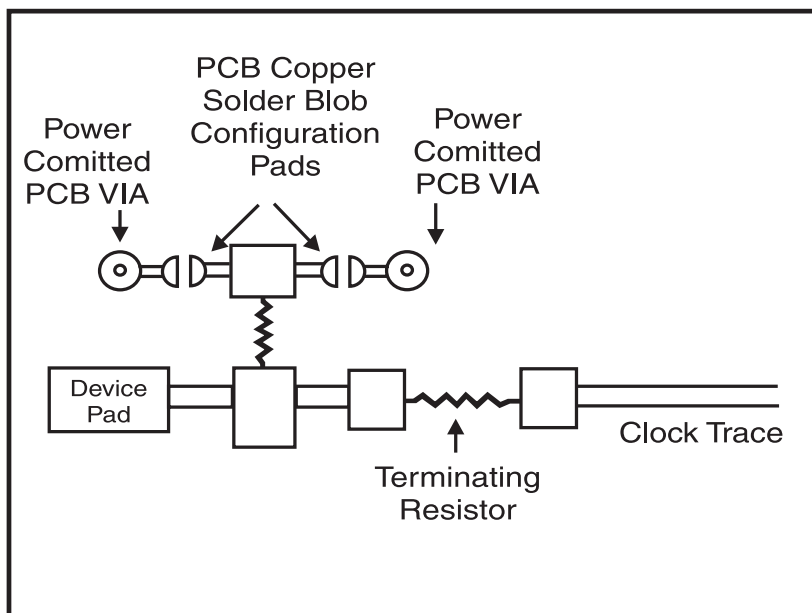 PCB Copper
Solder Blob
Configuration
Pads
Power
Comitted
PCB VIA
Power
Comitted
PCB VIA
Device
Pad
Clock Trace
Terminating
Resistor